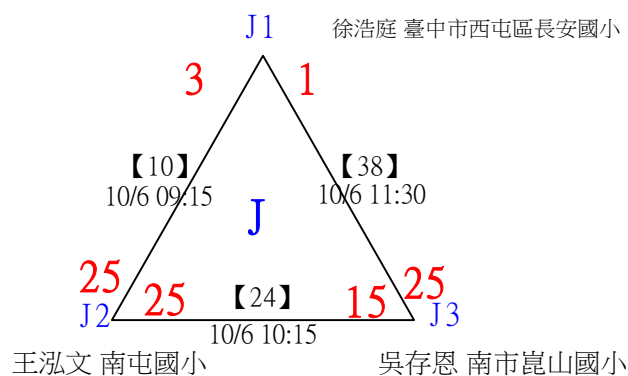 J1
徐浩庭 臺中市西屯區長安國小
3
1
【10】
10/6 09:15
【38】
10/6 11:30
J
25
25
【24】
15
25
J2
10/6 10:15
J3
王泓文 南屯國小
吳存恩 南市崑山國小